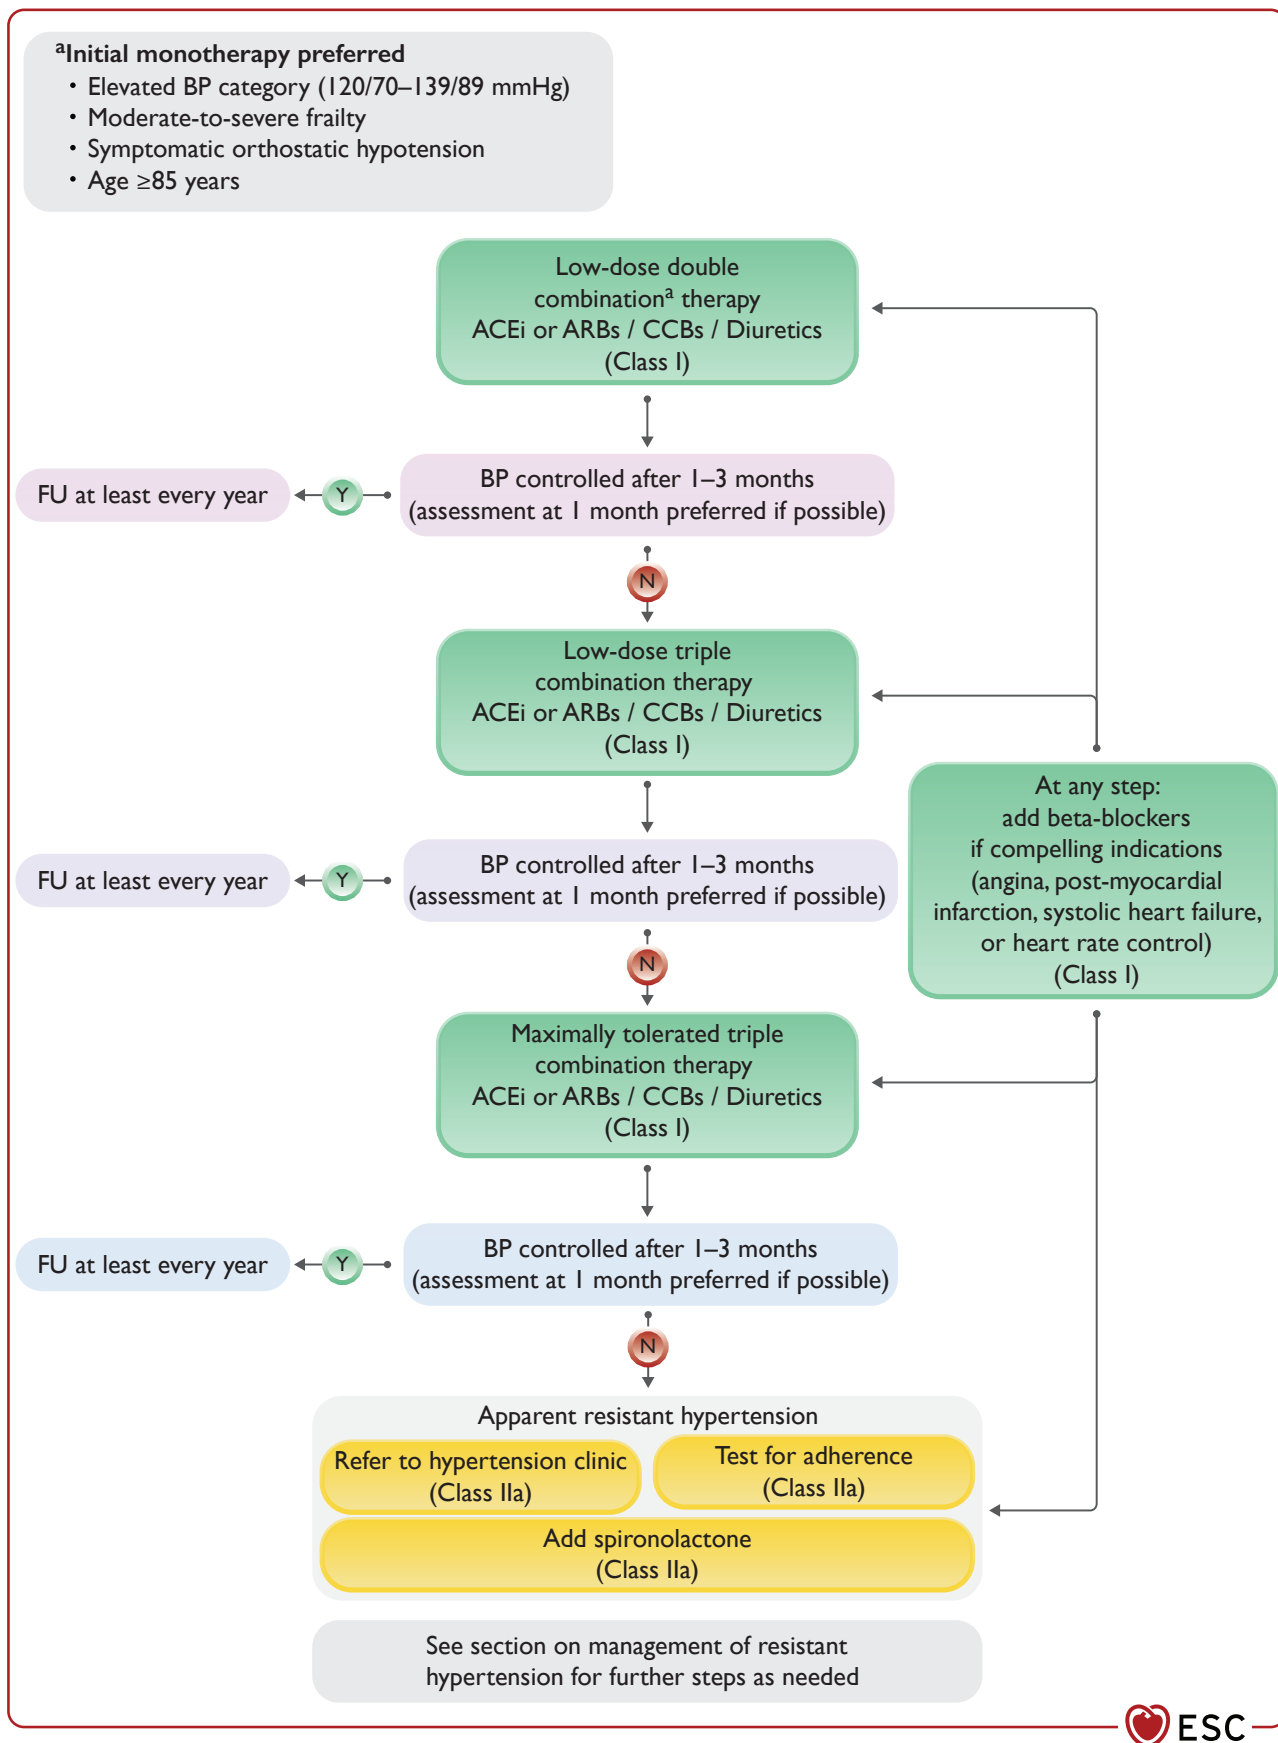 aInitial monotherapy preferred
• Elevated BP category (120/70–139/89 mmHg)
• Moderate-to-severe frailty
• Symptomatic orthostatic hypotension
• Age ≥85 years
Low-dose double
combinationa therapy
ACEi or ARBs / CCBs / Diuretics
(Class I)
FU at least every year
Y
BP controlled after 1–3 months
(assessment at 1 month preferred if possible)
N
Low-dose triple
combination therapy
ACEi or ARBs / CCBs / Diuretics
(Class I)
At any step:
add beta-blockers
if compelling indications
(angina, post-myocardial
infarction, systolic heart failure,
or heart rate control)
(Class I)
FU at least every year
Y
BP controlled after 1–3 months
(assessment at 1 month preferred if possible)
N
Maximally tolerated triple
combination therapy
ACEi or ARBs / CCBs / Diuretics
(Class I)
FU at least every year
Y
BP controlled after 1–3 months
(assessment at 1 month preferred if possible)
N
Apparent resistant hypertension
Refer to hypertension clinic
(Class IIa)
Test for adherence
(Class IIa)
Add spironolactone
(Class IIa)
See section on management of resistant
hypertension for further steps as needed
ESC